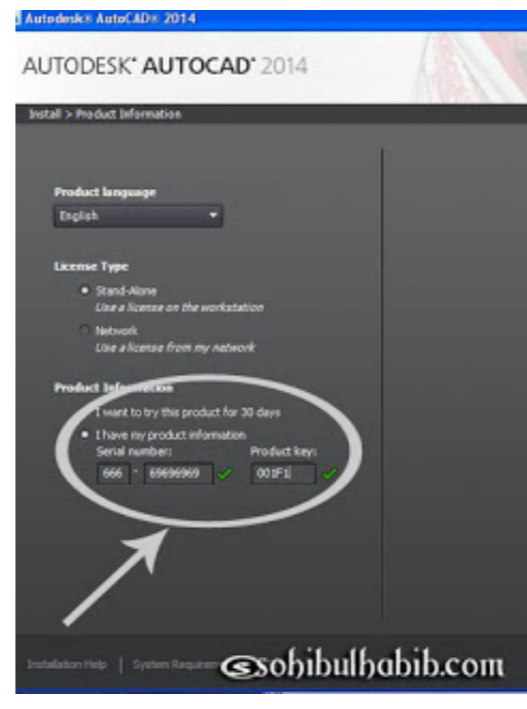 Autodesk® AutoCAD® 2014
AUTODESK® AUTOCAD® 2014
Install > Product Information
Product language
English
License Type
Stand-Alone
Use a license on the workstation
Network
Use a license from my network
Product Information
I want to try this product for 30 days
I have my product information
Serial number: Product key:
666 - 69696969 001F1
Installation Help | System Requirem
sohibulhabib.com